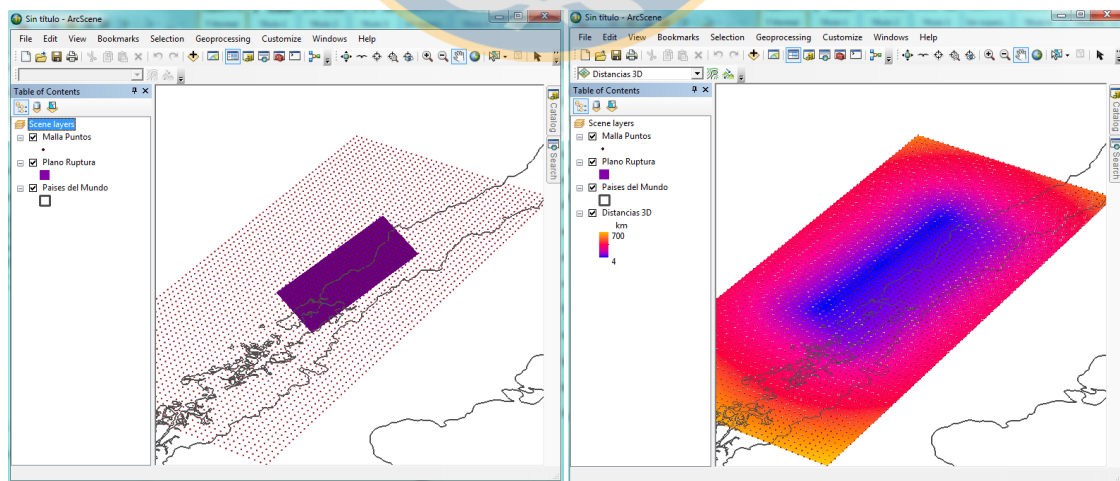 Sin título - ArcScene
File Edit View Bookmarks Selection Geoprocessing Customize Windows Help
Table of Contents
Scene layers
Malla Puntos
Plano Ruptura
Paises del Mundo
Catalog
Search
Sin título - ArcScene
File Edit View Bookmarks Selection Geoprocessing Customize Windows Help
Distancias 3D
Table of Contents
Scene layers
Malla Puntos
Plano Ruptura
Paises del Mundo
Distancias 3D
km
700
4
Catalog
Search